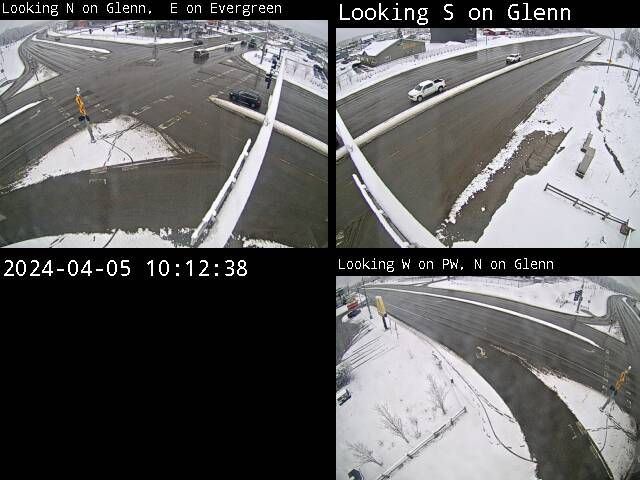 Looking N on Glenn, E on Evergreen
Looking S on Glenn
2024-04-05 10:12:38
Looking W on PW, N on Glenn